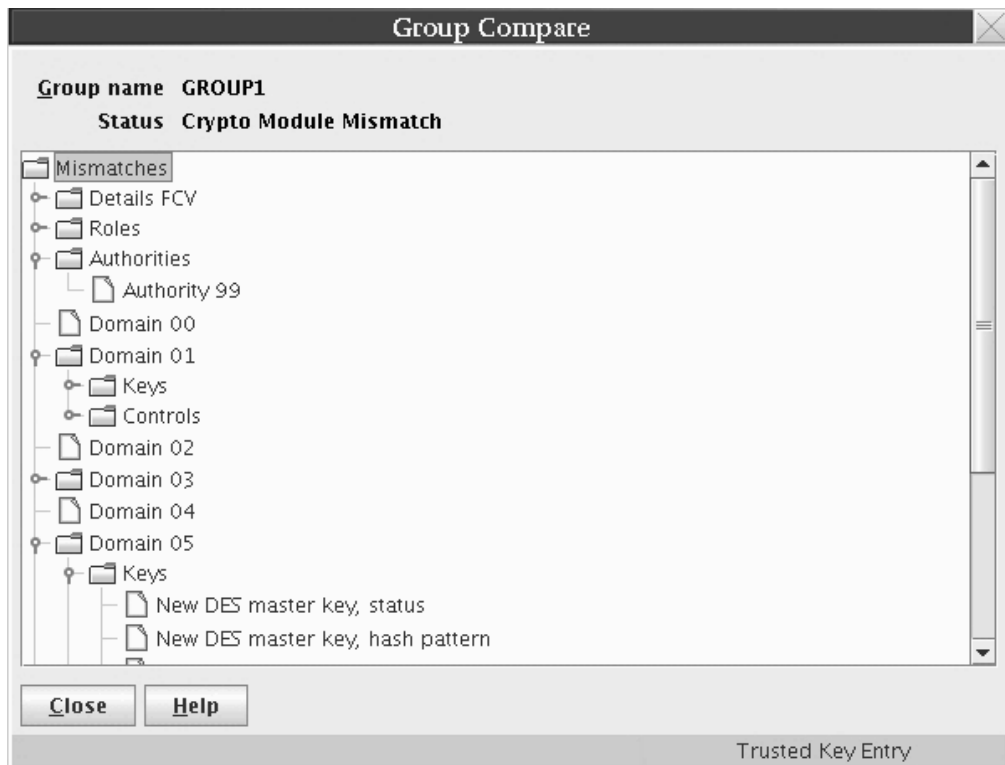 Group Compare
Group name GROUP1
Status Crypto Module Mismatch
Mismatches
Details FCV
Roles
Authorities
Authority 99
Domain 00
Domain 01
Keys
Controls
Domain 02
Domain 03
Domain 04
Domain 05
Keys
New DES master key, status
New DES master key, hash pattern
Close Help
Trusted Key Entry